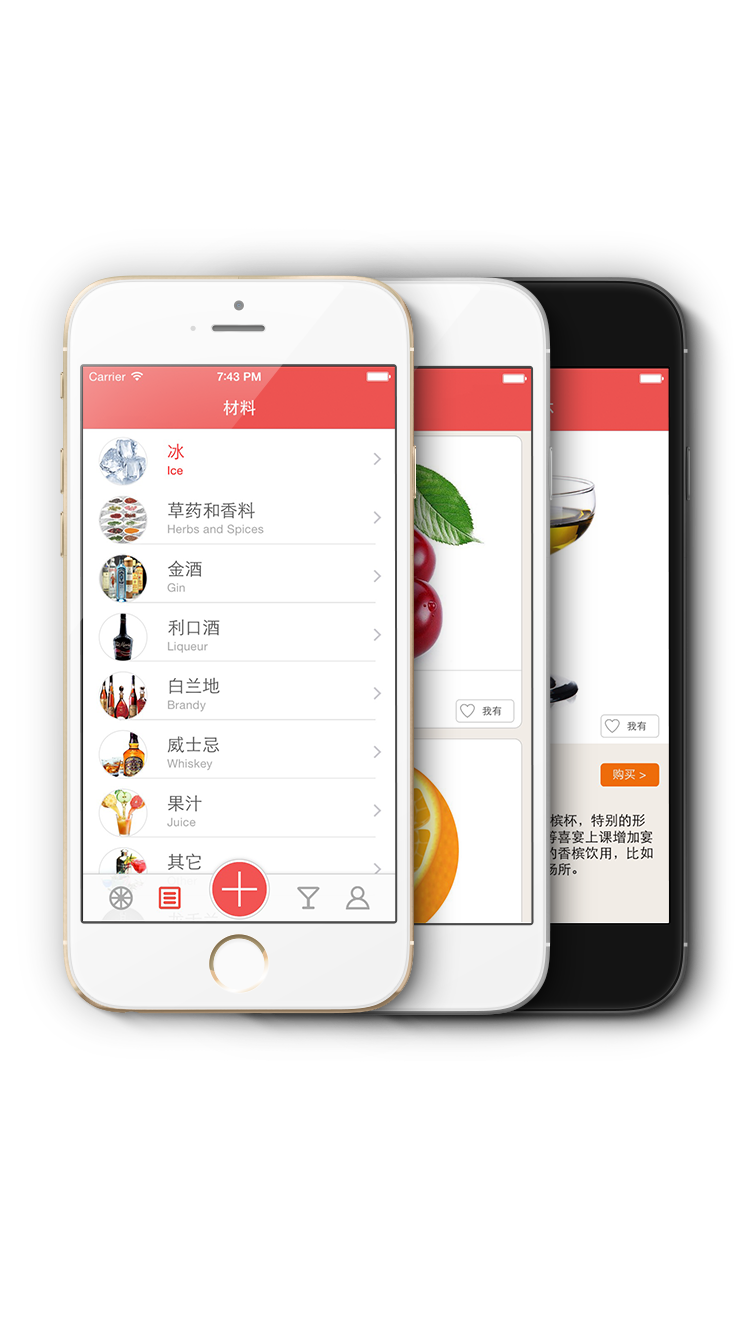 Carrier
7:43 PM
材料
冰
Ice
草药和香料
Herbs and Spices
金酒
Gin
利口酒
Liqueur
白兰地
Brandy
威士忌
Whiskey
果汁
Juice
其它
我有
我有
购买 >
槟杯，特别的形
等喜宴上课增加宴
的香槟饮用，比如
场所。